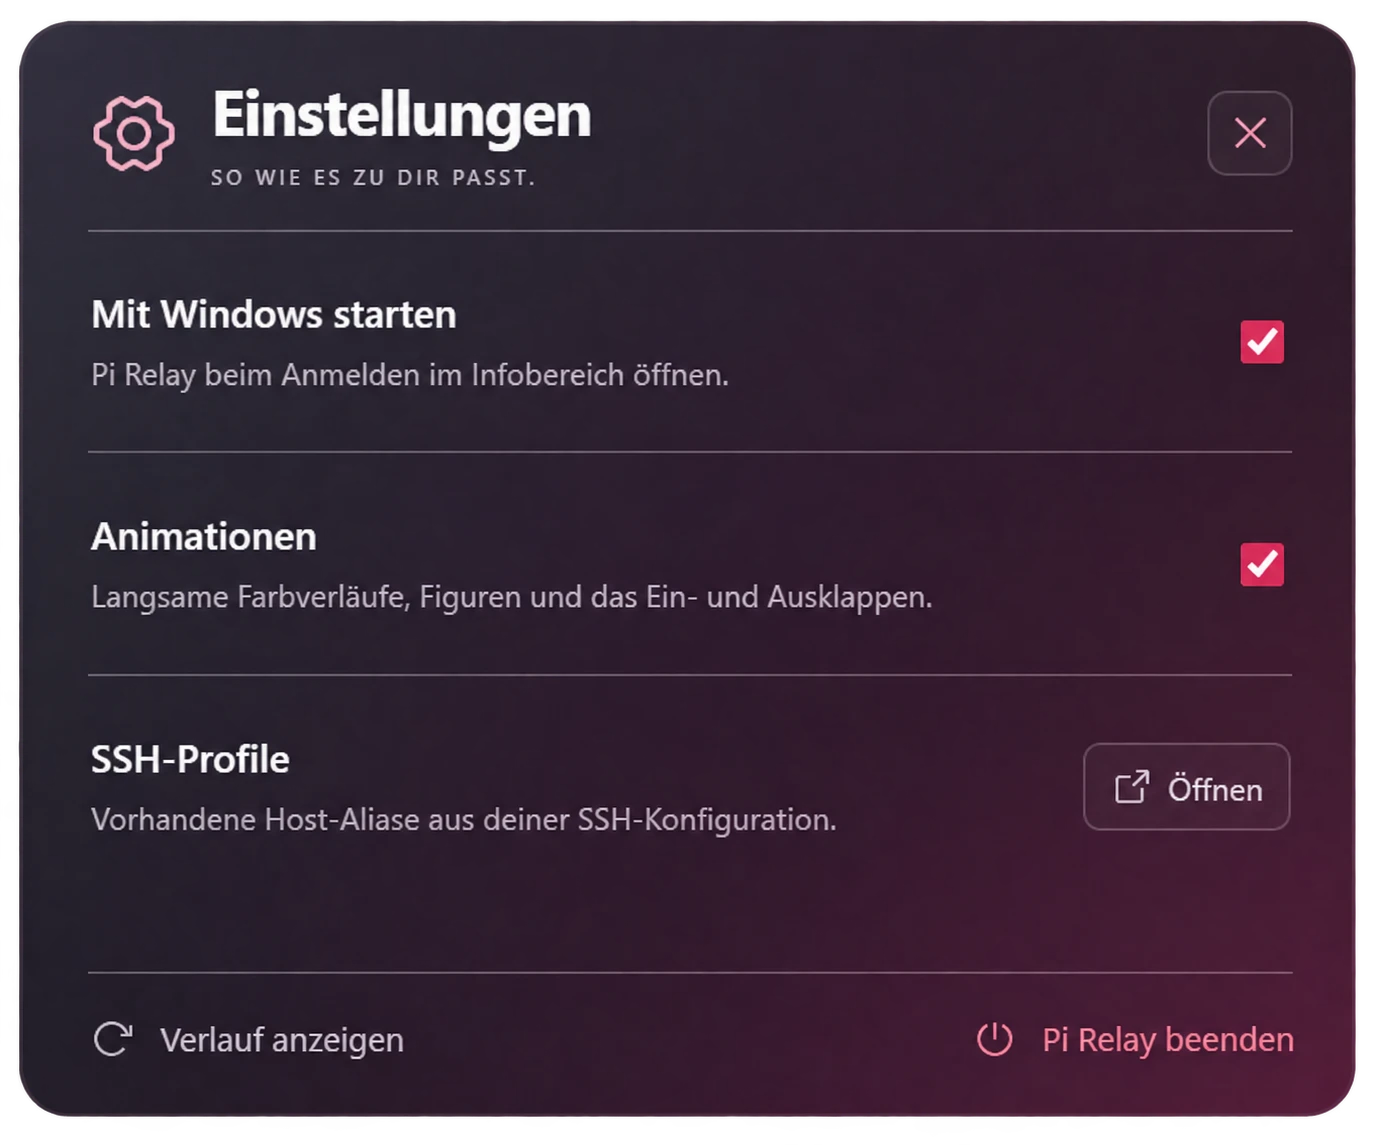 Einstellungen
SO WIE ES ZU DIR PASST.
Mit Windows starten
Pi Relay beim Anmelden im Infobereich öffnen.
Animationen
Langsame Farbverläufe, Figuren und das Ein- und Ausklappen.
SSH-Profile
Vorhandene Host-Aliase aus deiner SSH-Konfiguration.
Öffnen
Verlauf anzeigen
Pi Relay beenden